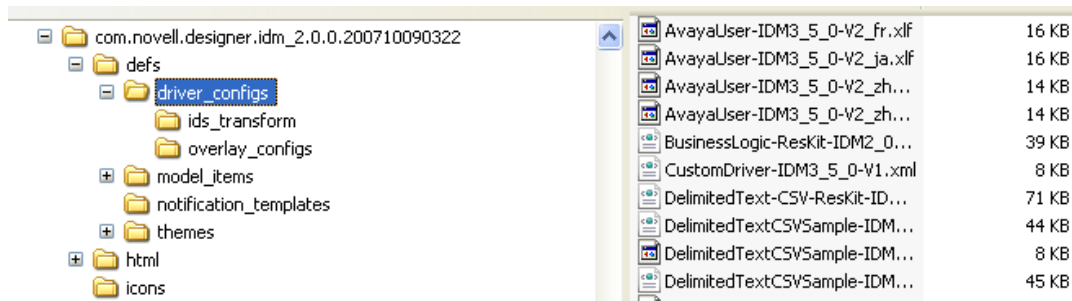 com.novell.designer.idm_2.0.0.200710090322
defs
driver_configs
ids_transform
overlay_configs
model_items
notification_templates
themes
html
icons
AvayaUser-IDM3_5_0-V2_fr.xlf 16 KB
AvayaUser-IDM3_5_0-V2_ja.xlf 16 KB
AvayaUser-IDM3_5_0-V2_zh... 14 KB
AvayaUser-IDM3_5_0-V2_zh... 14 KB
BusinessLogic-ResKit-IDM2_0... 39 KB
CustomDriver-IDM3_5_0-V1.xml 8 KB
DelimitedText-CSV-ResKit-ID... 71 KB
DelimitedTextCSVSample-IDM... 44 KB
DelimitedTextCSVSample-IDM... 8 KB
DelimitedTextCSVSample-IDM... 45 KB